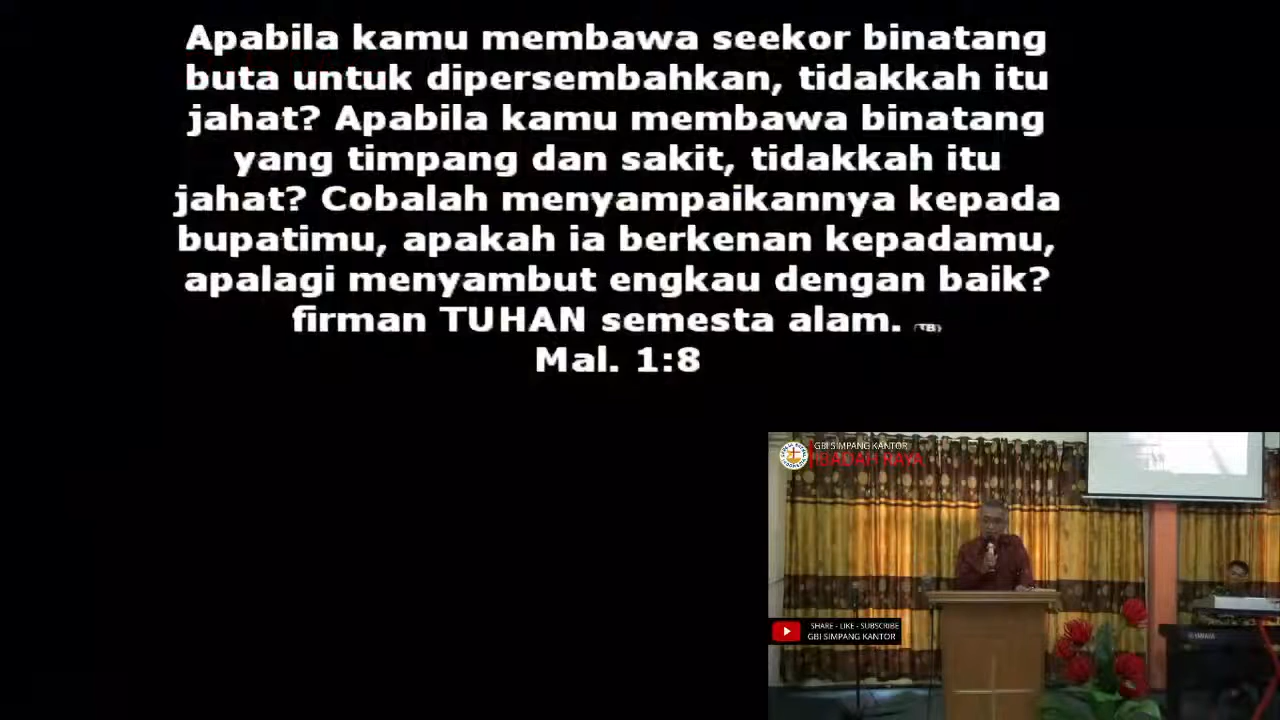 Apabila kamu membawa seekor binatang
buta untuk dipersembahkan, tidakkah itu
jahat? Apabila kamu membawa binatang
yang timpang dan sakit, tidakkah itu
jahat? Cobalah menyampaikannya kepada
bupatimu, apakah ia berkenan kepadamu,
apalagi menyambut engkau dengan baik?
firman TUHAN semesta alam. (TB)
Mal. 1:8
GBI SIMPANG KANTOR
IBADAH RAYA
SHARE - LIKE - SUBSCRIBE
GBI SIMPANG KANTOR
YAMAHA